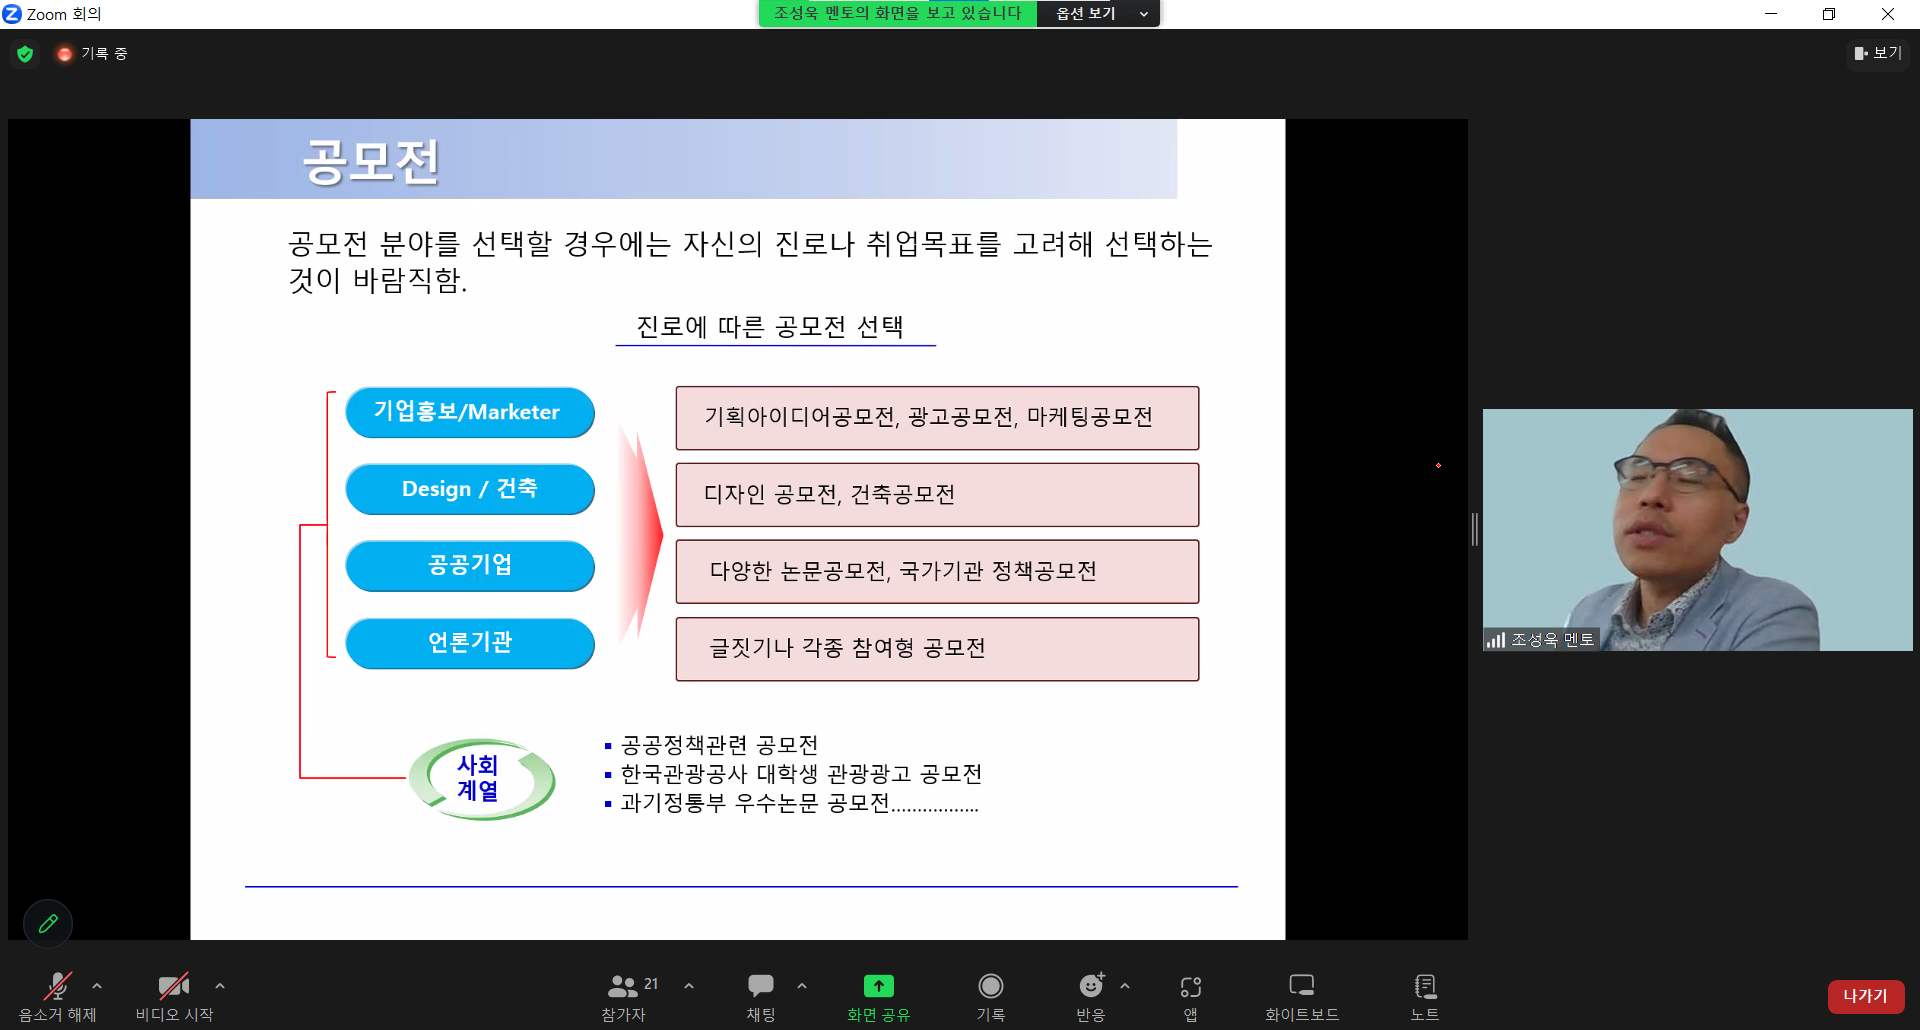 Zoom 회의
조성욱 멘토의 화면을 보고 있습니다
옵션 보기
기록 중
보기
공모전
공모전 분야를 선택할 경우에는 자신의 진로나 취업목표를 고려해 선택하는
것이 바람직함.
진로에 따른 공모전 선택
기업홍보/Marketer
기획아이디어공모전, 광고공모전, 마케팅공모전
Design / 건축
디자인 공모전, 건축공모전
공공기업
다양한 논문공모전, 국가기관 정책공모전
언론기관
글짓기나 각종 참여형 공모전
사회
계열
▪ 공공정책관련 공모전
▪ 한국관광공사 대학생 관광광고 공모전
▪ 과기정통부 우수논문 공모전.................
조성욱 멘토
음소거 해제
비디오 시작
21
참가자
채팅
화면 공유
기록
반응
앱
화이트보드
노트
나가기